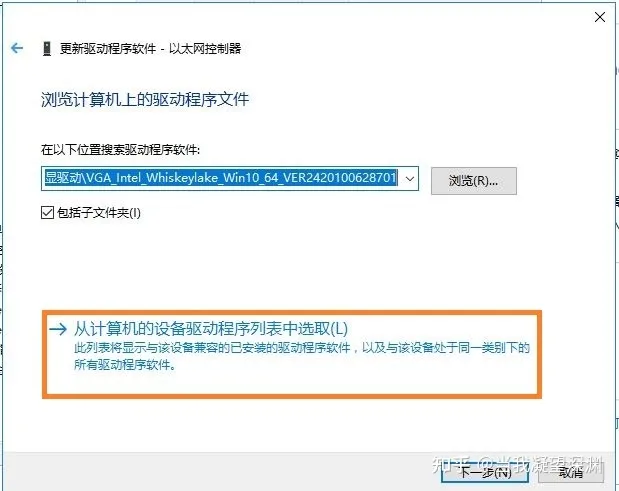 更新驱动程序软件 - 以太网控制器
浏览计算机上的驱动程序文件
在以下位置搜索驱动程序软件:
显驱动\VGA_Intel_Whiskeylake_Win10_64_VER2420100628701
浏览(R)...
包括子文件夹(I)
从计算机的设备驱动程序列表中选取(L)
此列表将显示与该设备兼容的已安装的驱动程序软件，以及与该设备处于同一类别下的
所有驱动程序软件。
下一步(N)
取消
知乎 @当我凝望深渊